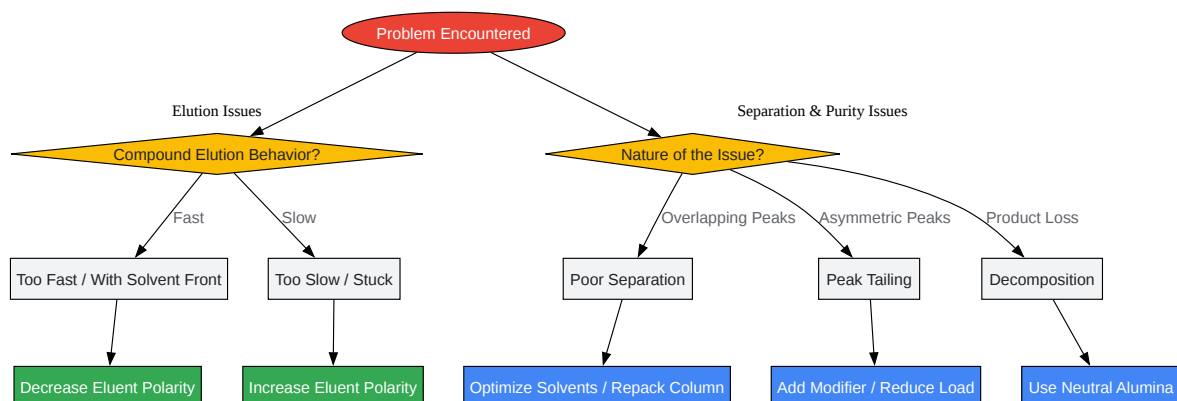 Problem Encountered
Elution Issues
Separation & Purity Issues
Compound Elution Behavior?
Nature of the Issue?
Fast
Slow
Overlapping Peaks
Asymmetric Peaks
Product Loss
Too Fast / With Solvent Front
Too Slow / Stuck
Poor Separation
Peak Tailing
Decomposition
Decrease Eluent Polarity
Increase Eluent Polarity
Optimize Solvents / Repack Column
Add Modifier / Reduce Load
Use Neutral Alumina